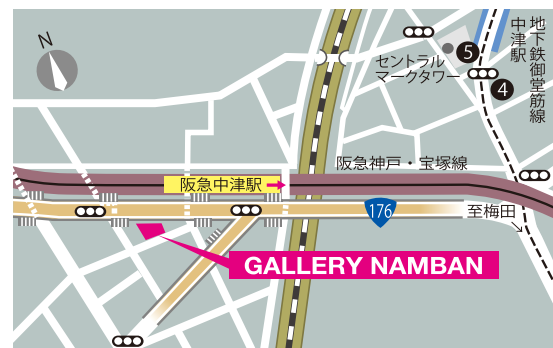 N
地下鉄御堂筋線
中津駅
セントラル
マークタワー
5
4
阪急神戸・宝塚線
阪急中津駅
176
至梅田
GALLERY NAMBAN